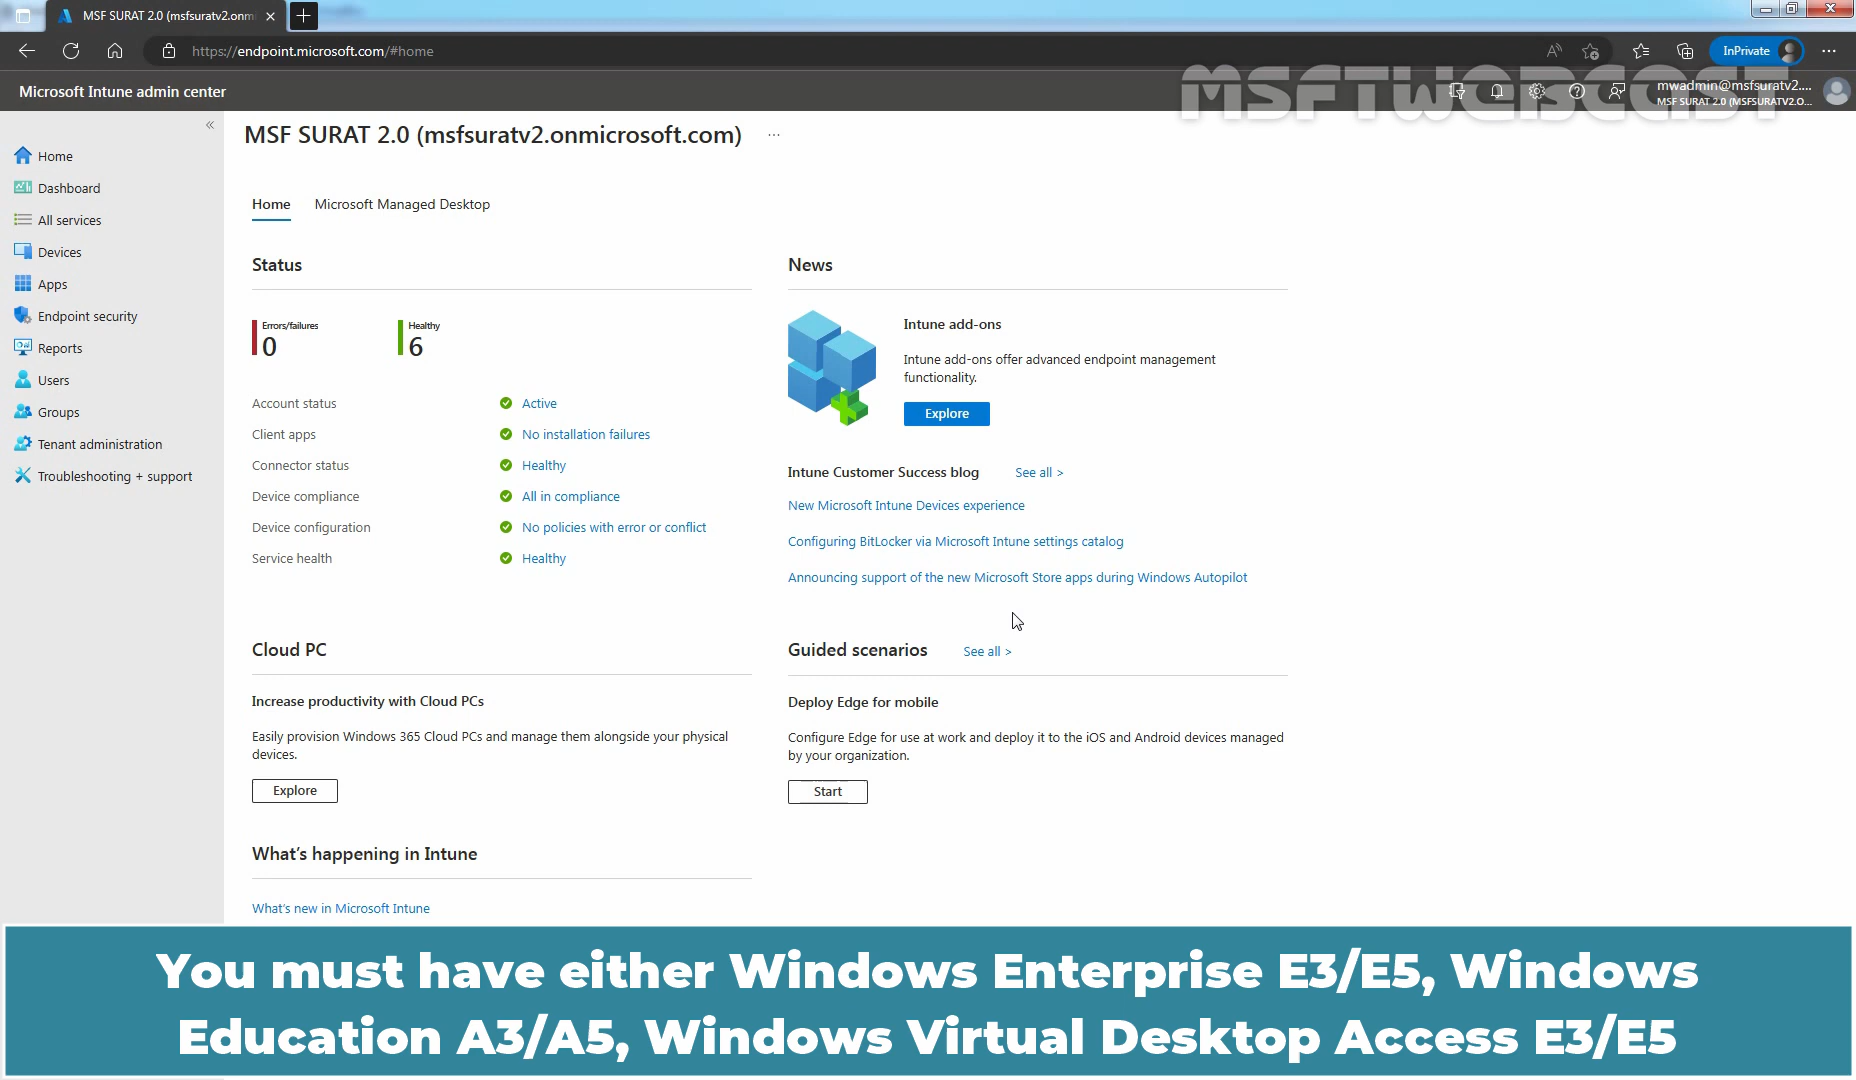 MSF SURAT 2.0 (msfsuratv2.onm
https://endpoint.microsoft.com/#home
InPrivate
Microsoft Intune admin center
MSFTWEBCAST
mwadmin@msfsuratv2....
MSF SURAT 2.0 (MSFSURATV2.O...
MSF SURAT 2.0 (msfsuratv2.onmicrosoft.com)
Home
Dashboard
All services
Devices
Apps
Endpoint security
Reports
Users
Groups
Tenant administration
Troubleshooting + support
Home
Microsoft Managed Desktop
Status
Errors/failures
0
Healthy
6
Account status
Active
Client apps
No installation failures
Connector status
Healthy
Device compliance
All in compliance
Device configuration
No policies with error or conflict
Service health
Healthy
News
Intune add-ons
Intune add-ons offer advanced endpoint management
functionality.
Explore
Intune Customer Success blog
See all >
New Microsoft Intune Devices experience
Configuring BitLocker via Microsoft Intune settings catalog
Announcing support of the new Microsoft Store apps during Windows Autopilot
Cloud PC
Increase productivity with Cloud PCs
Easily provision Windows 365 Cloud PCs and manage them alongside your physical
devices.
Explore
Guided scenarios
See all >
Deploy Edge for mobile
Configure Edge for use at work and deploy it to the iOS and Android devices managed
by your organization.
Start
What's happening in Intune
What's new in Microsoft Intune
You must have either Windows Enterprise E3/E5, Windows
Education A3/A5, Windows Virtual Desktop Access E3/E5